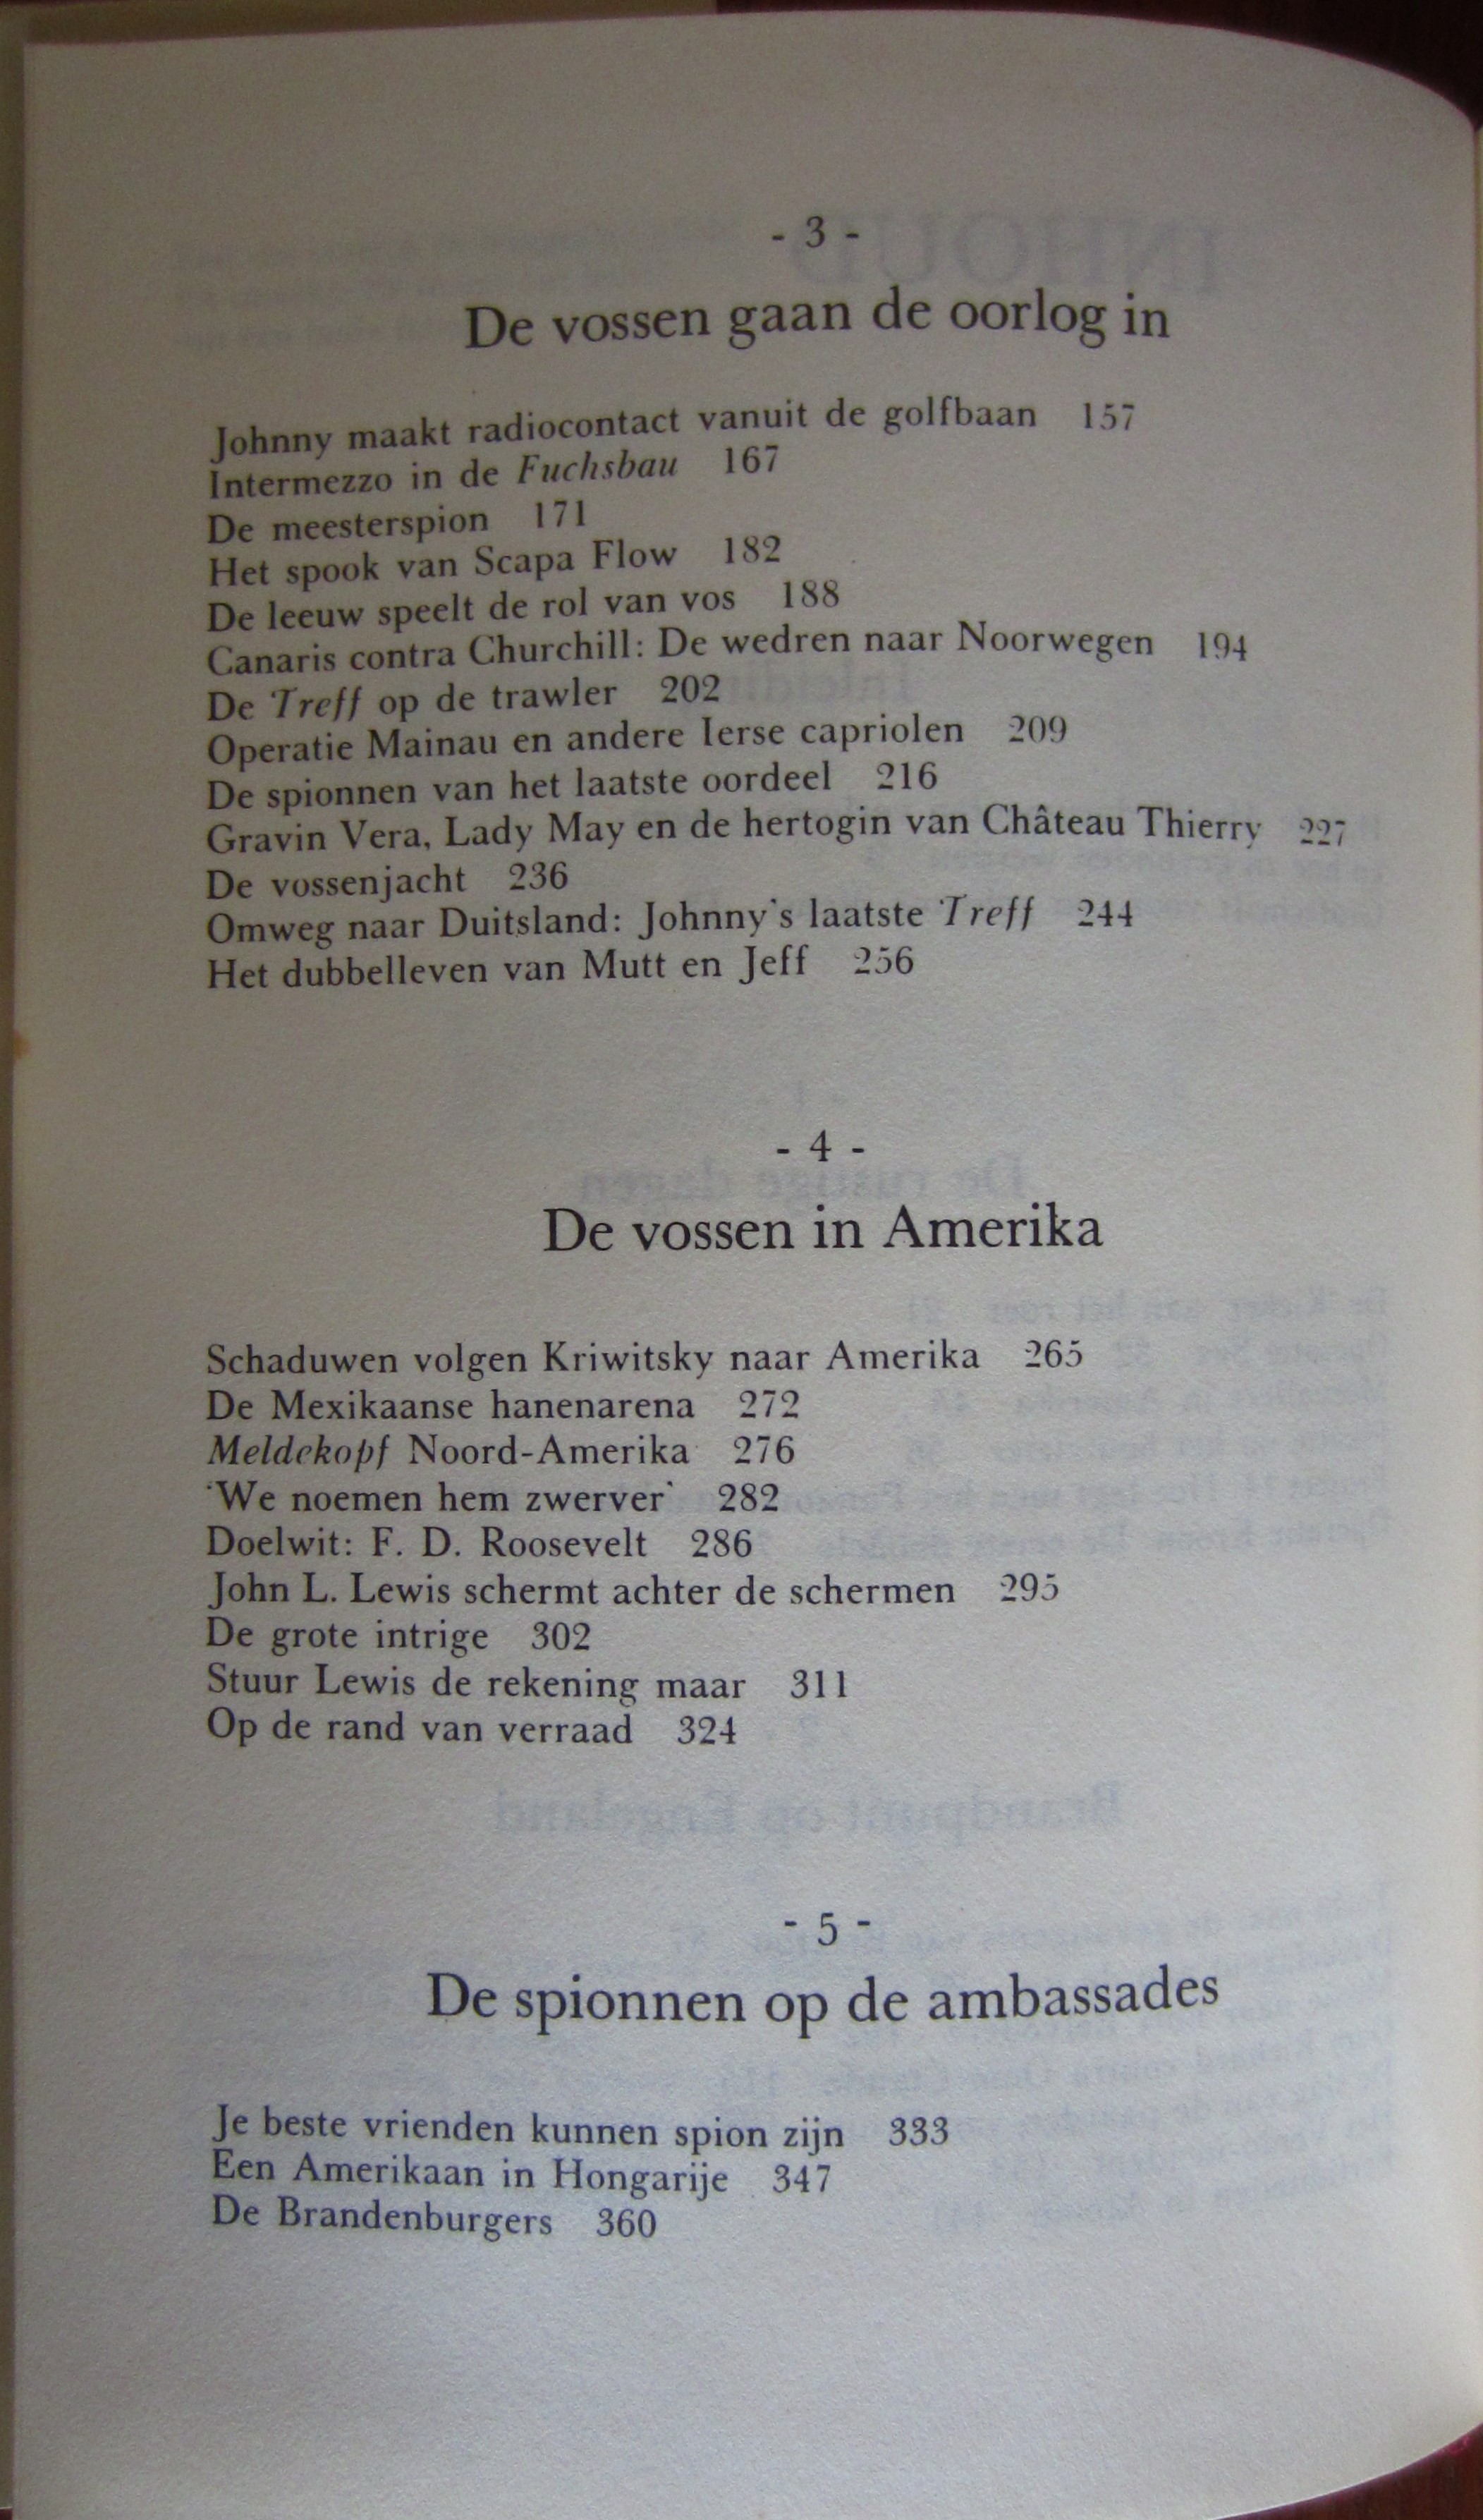 - 3 -
De vossen gaan de oorlog in
Johnny maakt radiocontact vanuit de golfbaan 157
Intermezzo in de Fuchsbau 167
De meesterspion 171
Het spook van Scapa Flow 182
De leeuw speelt de rol van vos 188
Canaris contra Churchill: De wedren naar Noorwegen 194
De Treff op de trawler 202
Operatie Mainau en andere Ierse capriolen 209
De spionnen van het laatste oordeel 216
Gravin Vera, Lady May en de hertogin van Château Thierry 227
De vossenjacht 236
Omweg naar Duitsland: Johnny's laatste Treff 244
Het dubbelleven van Mutt en Jeff 256
- 4 -
De vossen in Amerika
Schaduwen volgen Kriwitsky naar Amerika 265
De Mexikaanse hanenarena 272
Meldekopf Noord-Amerika 276
'We noemen hem zwerver' 282
Doelwit: F. D. Roosevelt 286
John L. Lewis schermt achter de schermen 295
De grote intrige 302
Stuur Lewis de rekening maar 311
Op de rand van verraad 324
- 5 -
De spionnen op de ambassades
Je beste vrienden kunnen spion zijn 333
Een Amerikaan in Hongarije 347
De Brandenburgers 360